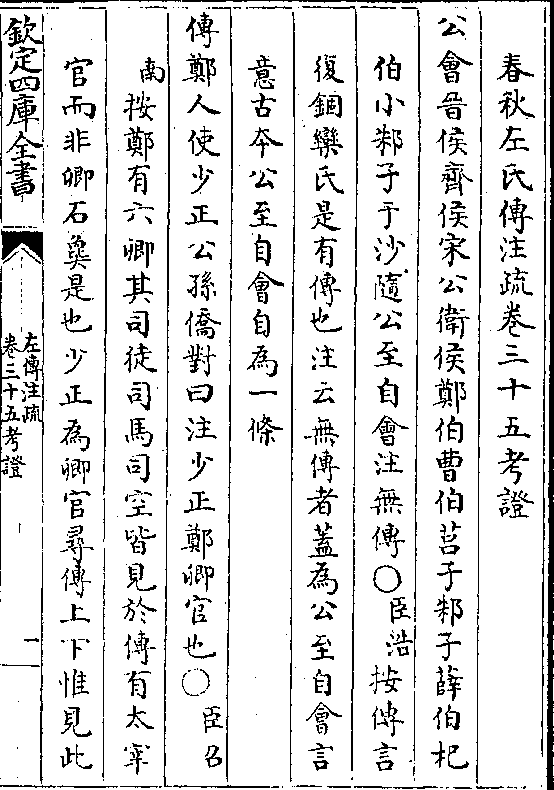 春秋左氏傳注疏卷三十五考證
公會晉侯齊侯宋公衛侯鄭伯曹伯莒子邾子薛伯杞
伯小邾子于沙隨公至自會注無傳○臣浩按傳言
復錮欒氏是有傳也注云無傳者蓋為公至自會言
意古夲公至自會自為一條
傳鄭人使少正公孫僑對曰注少正鄭卿官也○臣召
南按鄭有六卿其司徒司馬司空皆見於傳有太宰
官而非卿石㚟是也少正為卿官尋傳上下惟見此
欽定四庫全書
左傳注疏
卷三十五考證
一